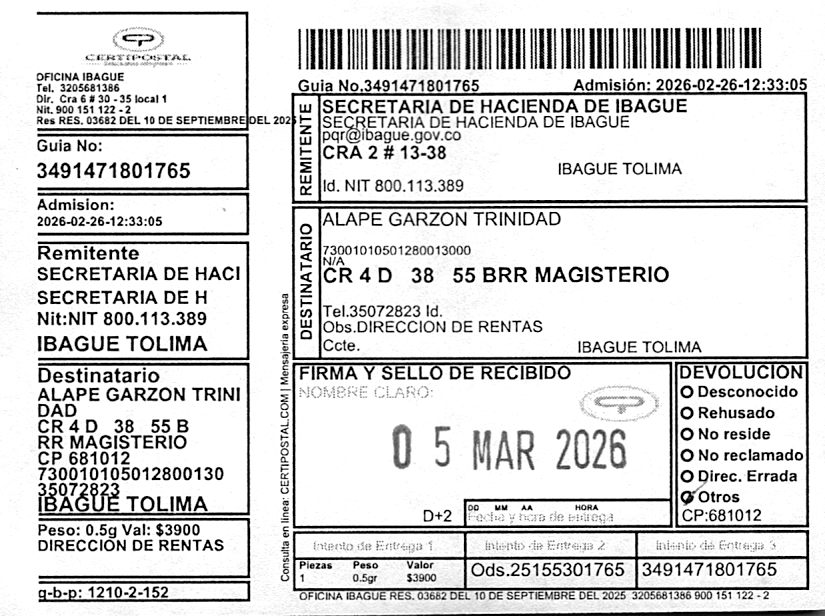 CERTIPOSTAL
OFICINA IBAGUE
Tel. 3205681386
Dir. Cra 6 # 30 - 35 local 1
Nit. 900 151 122 - 2
Res RES. 03682 DEL 10 DE SEPTIEMBRE DEL 2025
Guia No:
3491471801765
Admision:
2026-02-26-12:33:05
Remitente
SECRETARIA DE HACI
SECRETARIA DE H
Nit:NIT 800.113.389
IBAGUE TOLIMA
Destinatario
ALAPE GARZON TRINI
DAD
CR 4 D 38 55 B
RR MAGISTERIO
CP 681012
730010105012800130
35072823
IBAGUE TOLIMA
Peso: 0.5g Val: $3900
DIRECCION DE RENTAS
g-b-p: 1210-2-152
Consulta en linea: CERTIPOSTAL.COM | Mensajeria expresa
Guia No.3491471801765 Admisión: 2026-02-26-12:33:05
REMITENTE
SECRETARIA DE HACIENDA DE IBAGUE
SECRETARIA DE HACIENDA DE IBAGUE
pqr@ibague.gov.co
CRA 2 # 13-38
IBAGUE TOLIMA
Id. NIT 800.113.389
DESTINATARIO
ALAPE GARZON TRINIDAD
73001010501280013000
N/A
CR 4 D 38 55 BRR MAGISTERIO
Tel.35072823 Id.
Obs.DIRECCION DE RENTAS
Ccte. IBAGUE TOLIMA
FIRMA Y SELLO DE RECIBIDO
NOMBRE CLARO:
05 MAR 2026
D+2
DD MM AA HORA
Fecha y hora de entrega
DEVOLUCION
Desconocido
Rehusado
No reside
No reclamado
Direc. Errada
Otros
CP:681012
Intento de Entrega 1 Intento de Entrega 2 Intento de Entrega 3
Piezas Peso Valor
1 0.5gr $3900
Ods.25155301765 3491471801765
OFICINA IBAGUE RES. 03682 DEL 10 DE SEPTIEMBRE DEL 2025 3205681386 900 151 122 - 2